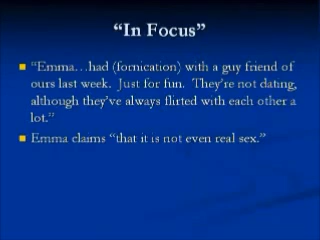 “In Focus”
“Emma…had (fornication) with a guy friend of
ours last week.  Just for fun.  They’re not dating,
although they’ve always flirted with each other a
lot.”
Emma claims “that it is not even real sex.”